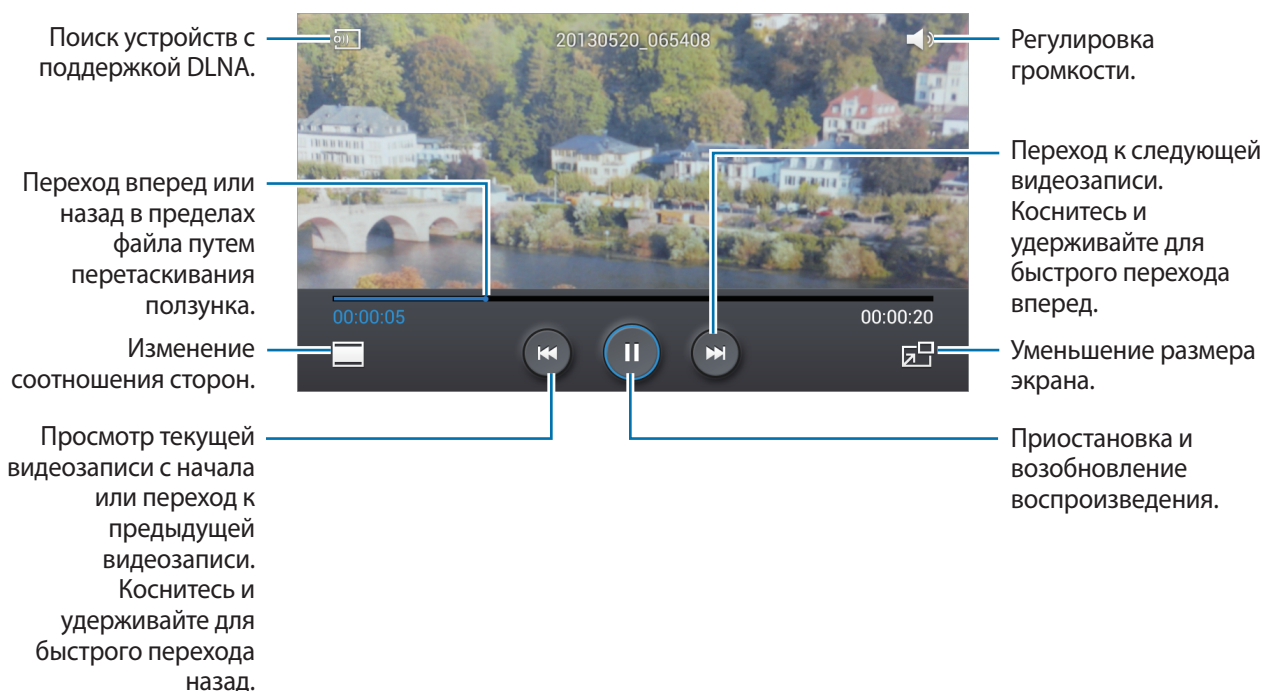 Поиск устройств с
поддержкой DLNA.
20130520_065408
Регулировка
громкости.
Переход вперед или
назад в пределах
файла путем
перетаскивания
ползунка.
Переход к следующей
видеозаписи.
Коснитесь и
удерживайте для
быстрого перехода
вперед.
00:00:05
00:00:20
Изменение
соотношения сторон.
Уменьшение размера
экрана.
Просмотр текущей
видеозаписи с начала
или переход к
предыдущей
видеозаписи.
Коснитесь и
удерживайте для
быстрого перехода
назад.
Приостановка и
возобновление
воспроизведения.